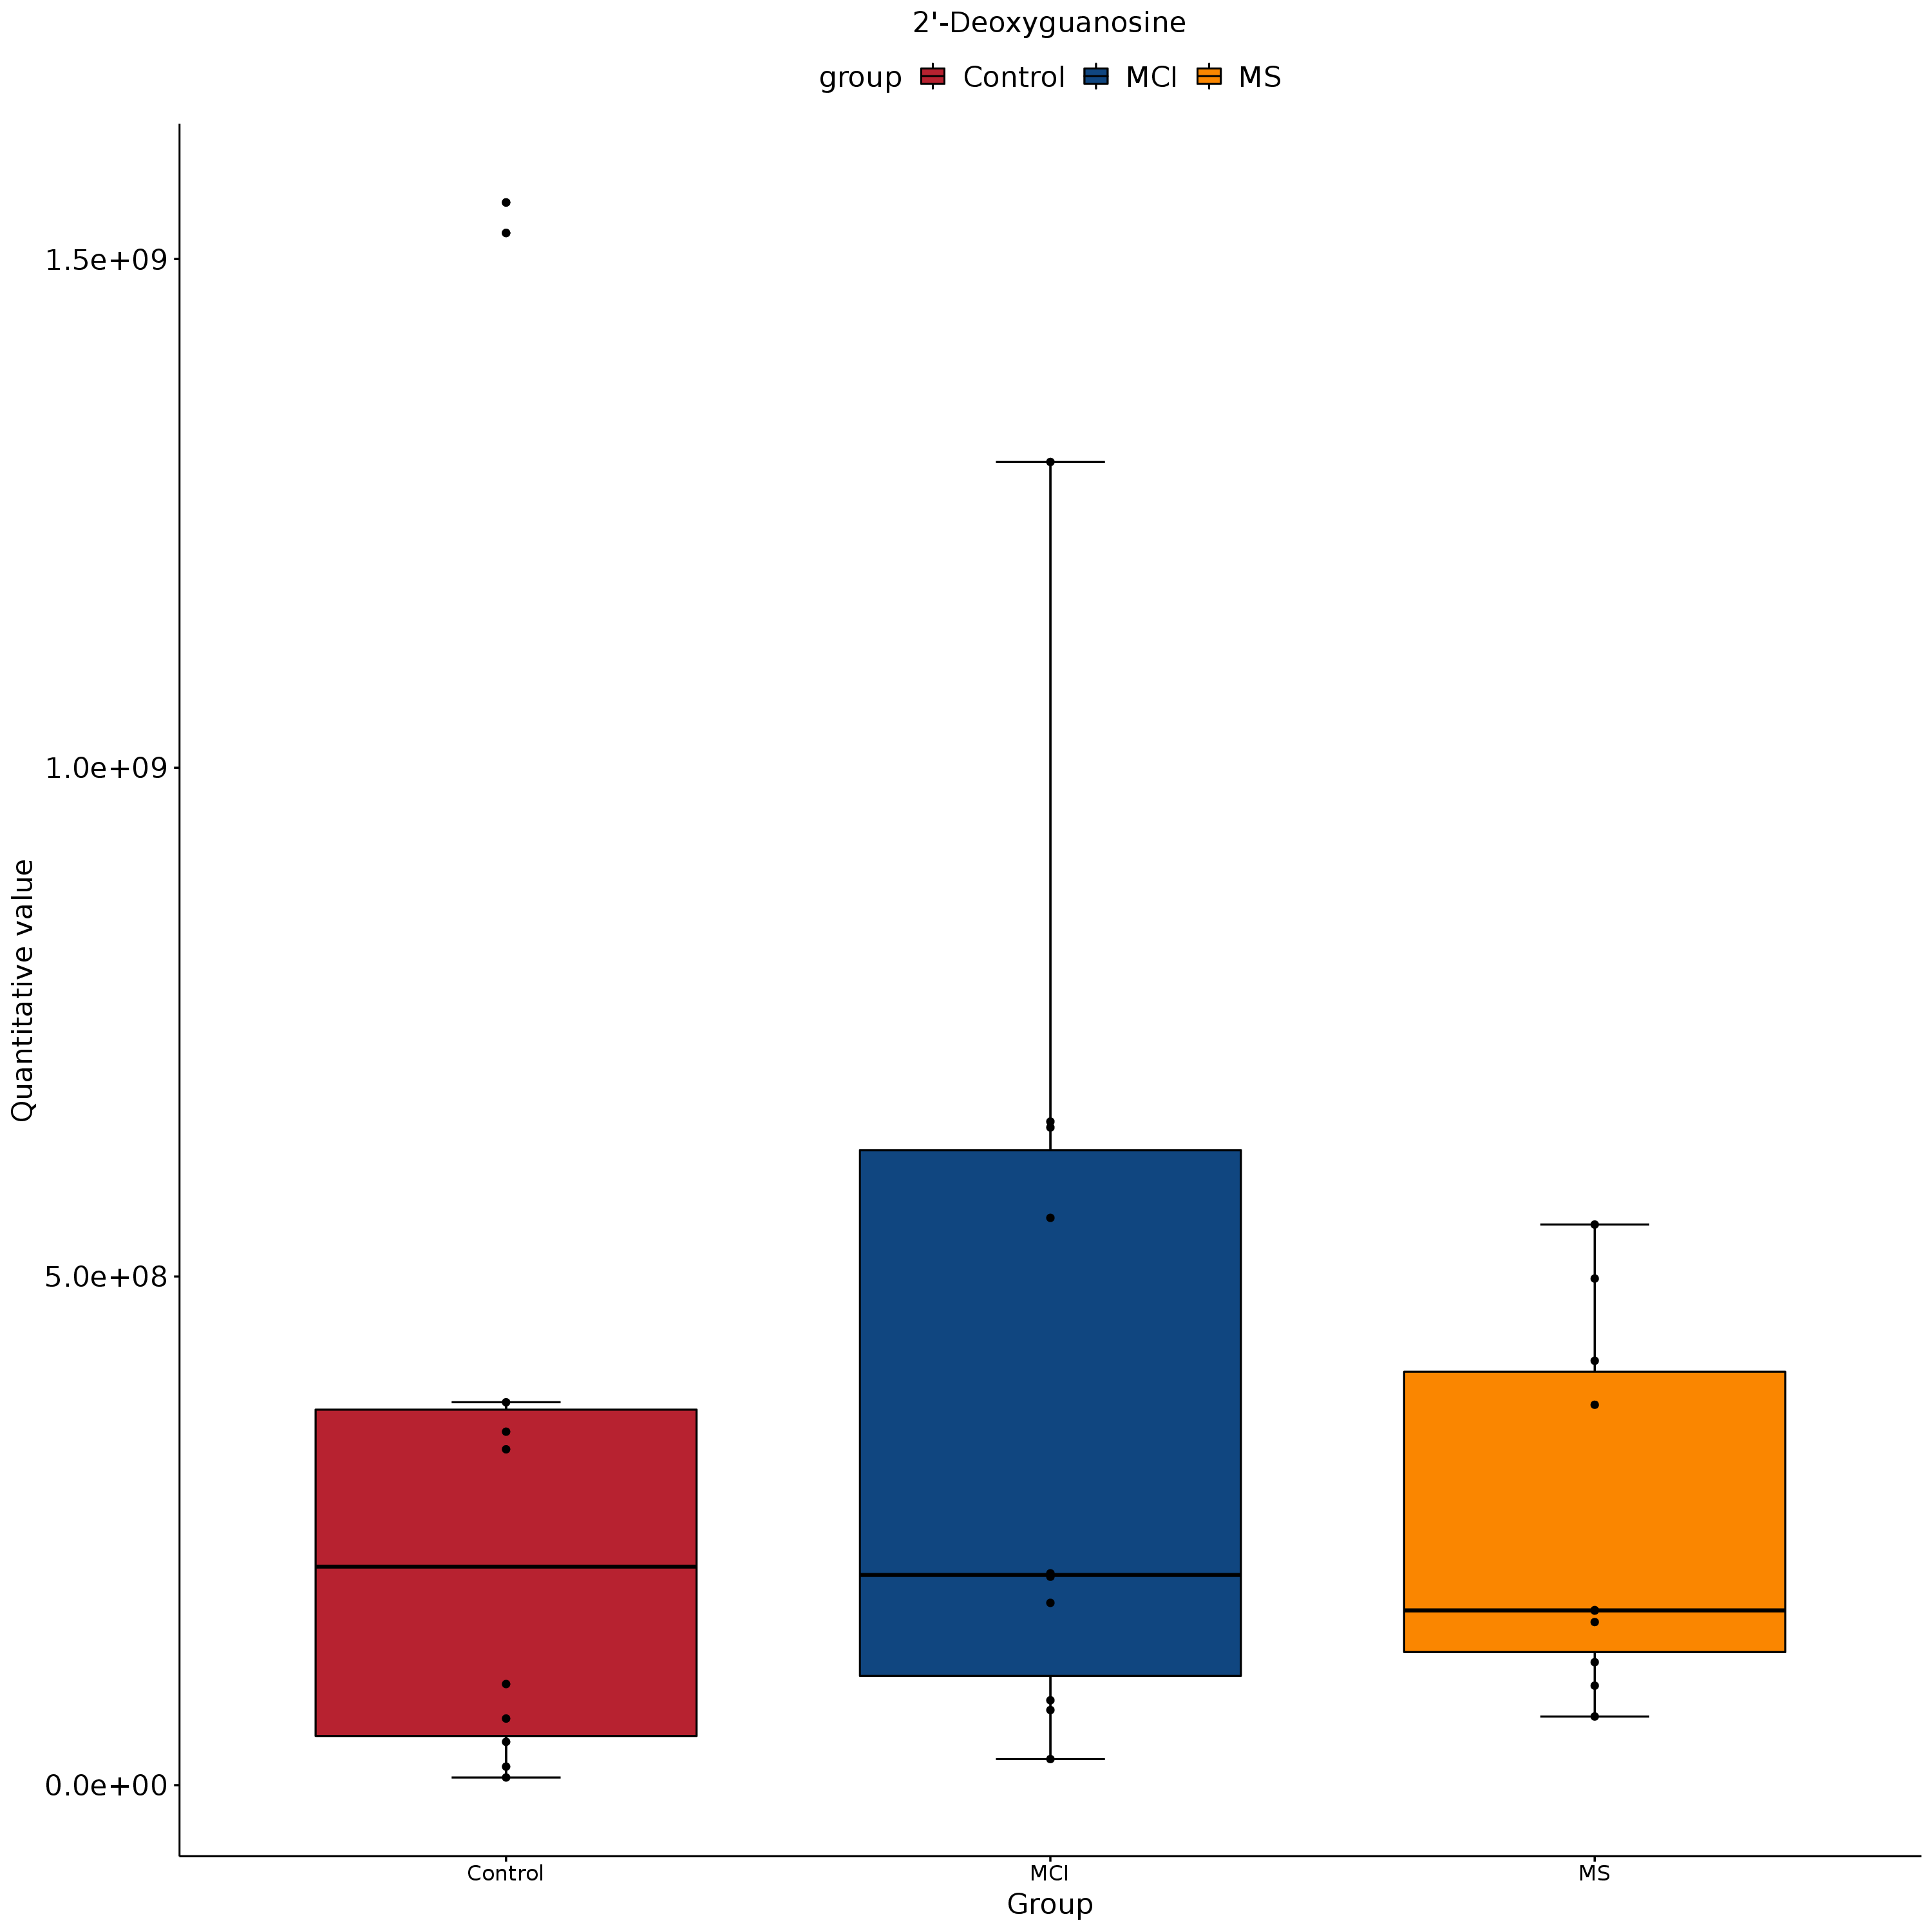 2'-Deoxyguanosine
group Control MCI MS
Quantitative value
1.5e+09
1.0e+09
5.0e+08
0.0e+00
Control MCI MS
Group